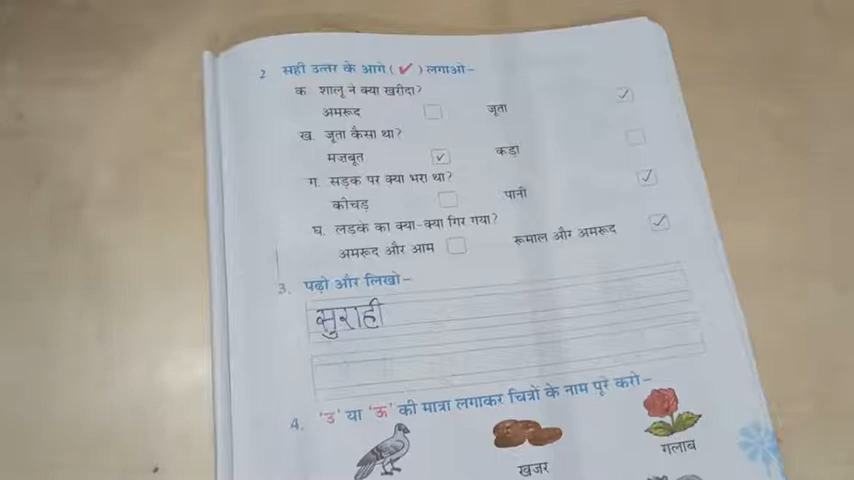 2 सही उत्तर के आगे ( ✓ ) लगाओ–
क शालू ने क्या खरीदा?
अमरूद जूता ✓
ख. जूता कैसा था?
मज़बूत ✓ कड़ा
ग. सड़क पर क्या भरा था?
कीचड़ पानी ✓
घ. लड़के का क्या-क्या गिर गया?
अमरूद और आम रूमाल और अमरूद ✓
3. पढ़ो और लिखो–
सुराही
4. 'उ' या 'ऊ' की मात्रा लगाकर चित्रों के नाम पूरे करो–
खजर गलाब